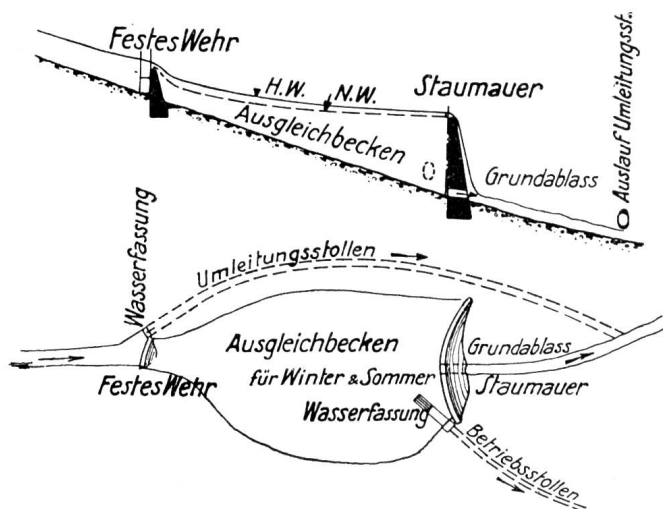 Festes Wehr
H.W.
N.W.
Staumauer
Ausgleichbecken
Grundablass
Auslauf Umleitungsst.
Wasserfassung
Umleitungsstollen
Ausgleichbecken
für Winter & Sommer
Grundablass
Festes Wehr
Staumauer
Wasserfassung
Betriebsstollen